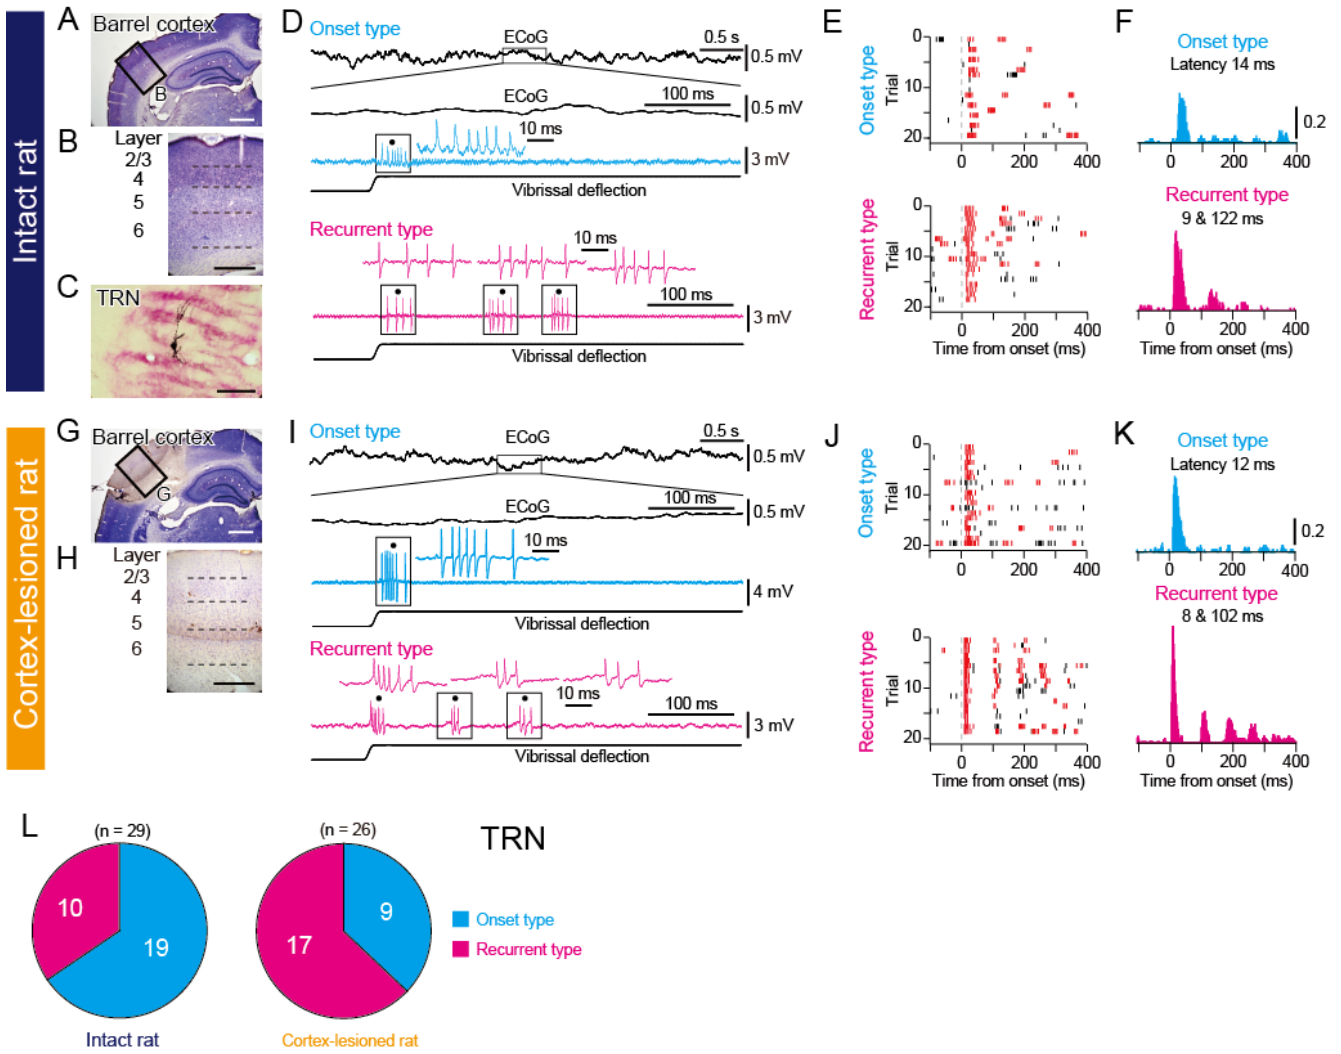 Intact rat
A
Barrel cortex
B
B
Layer
2/3
4
5
6
C
TRN
D
Onset type
ECoG
0.5 s
0.5 mV
ECoG
100 ms
0.5 mV
10 ms
3 mV
Vibrissal deflection
Recurrent type
10 ms
100 ms
3 mV
Vibrissal deflection
E
Onset type
Trial
0
10
20
0
200
400
Recurrent type
Trial
0
10
20
0
200
400
Time from onset (ms)
F
Onset type
Latency 14 ms
0.2
0
200
400
Recurrent type
9 & 122 ms
0
200
400
Time from onset (ms)
Cortex-lesioned rat
G
Barrel cortex
G
H
Layer
2/3
4
5
6
I
Onset type
ECoG
0.5 s
0.5 mV
ECoG
100 ms
0.5 mV
10 ms
4 mV
Vibrissal deflection
Recurrent type
10 ms
100 ms
3 mV
Vibrissal deflection
J
Onset type
Trial
0
10
20
0
200
400
Recurrent type
Trial
0
10
20
0
200
400
Time from onset (ms)
K
Onset type
Latency 12 ms
0.2
0
200
400
Recurrent type
8 & 102 ms
0
200
400
Time from onset (ms)
L
(n = 29)
10
19
Intact rat
(n = 26)
17
9
Cortex-lesioned rat
TRN
Onset type
Recurrent type